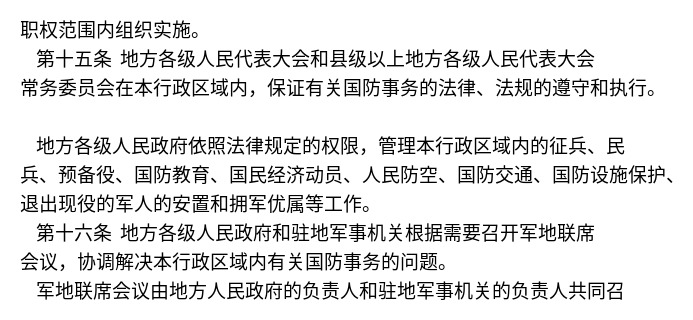 职权范围内组织实施。
第十五条 地方各级人民代表大会和县级以上地方各级人民代表大会
常务委员会在本行政区域内，保证有关国防事务的法律、法规的遵守和执行。
地方各级人民政府依照法律规定的权限，管理本行政区域内的征兵、民
兵、预备役、国防教育、国民经济动员、人民防空、国防交通、国防设施保护、
退出现役的军人的安置和拥军优属等工作。
第十六条 地方各级人民政府和驻地军事机关根据需要召开军地联席
会议，协调解决本行政区域内有关国防事务的问题。
军地联席会议由地方人民政府的负责人和驻地军事机关的负责人共同召